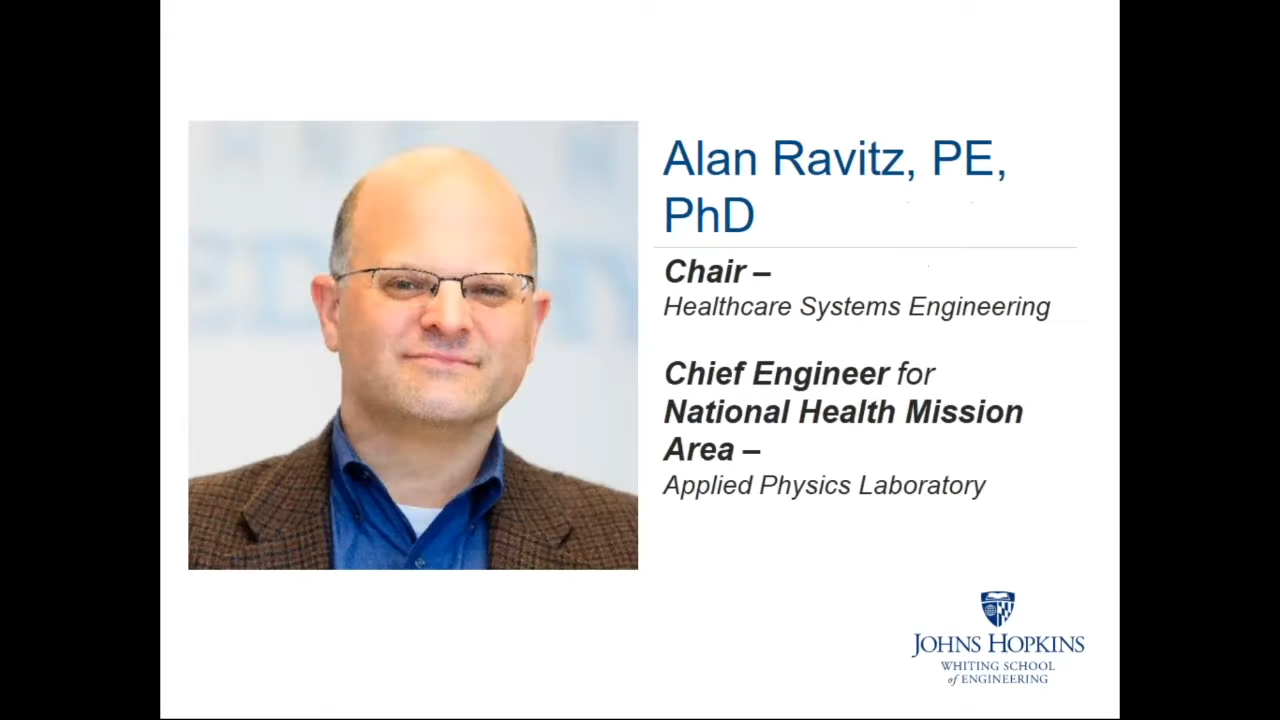 Alan Ravitz, PE,
PhD
Chair –
Healthcare Systems Engineering
Chief Engineer for
National Health Mission
Area –
Applied Physics Laboratory
JOHNS HOPKINS
WHITING SCHOOL
of ENGINEERING